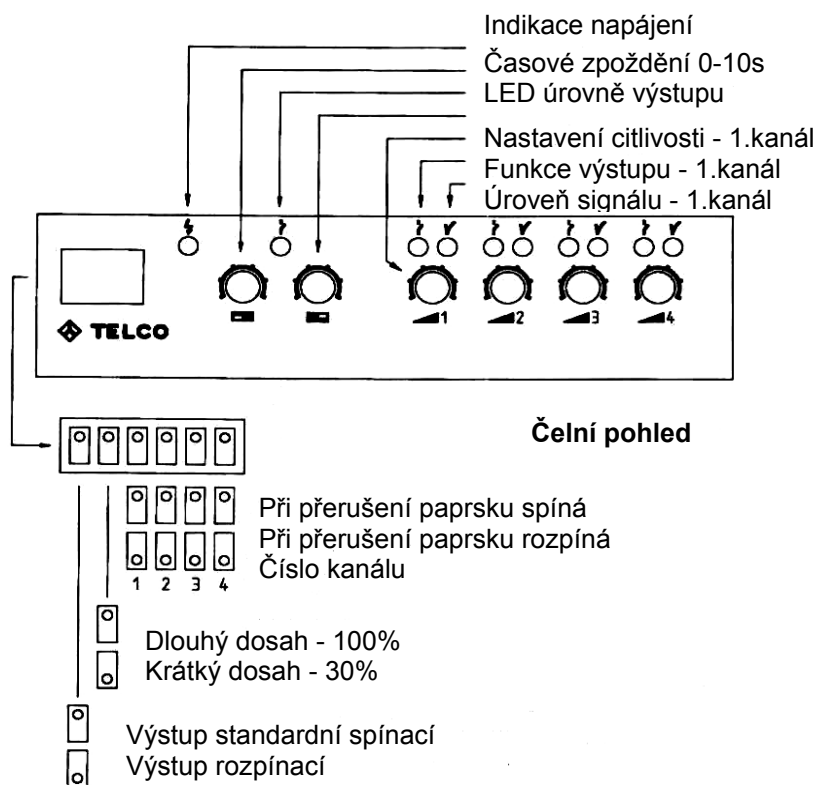 Indikace napájení
Časové zpoždění 0-10s
LED úrovně výstupu
Nastavení citlivosti - 1.kanál
Funkce výstupu - 1.kanál
Úroveň signálu - 1.kanál
1 2 3 4
TELCO
Čelní pohled
Při přerušení paprsku spíná
Při přerušení paprsku rozpíná
Číslo kanálu
1 2 3 4
Dlouhý dosah - 100%
Krátký dosah - 30%
Výstup standardní spínací
Výstup rozpínací